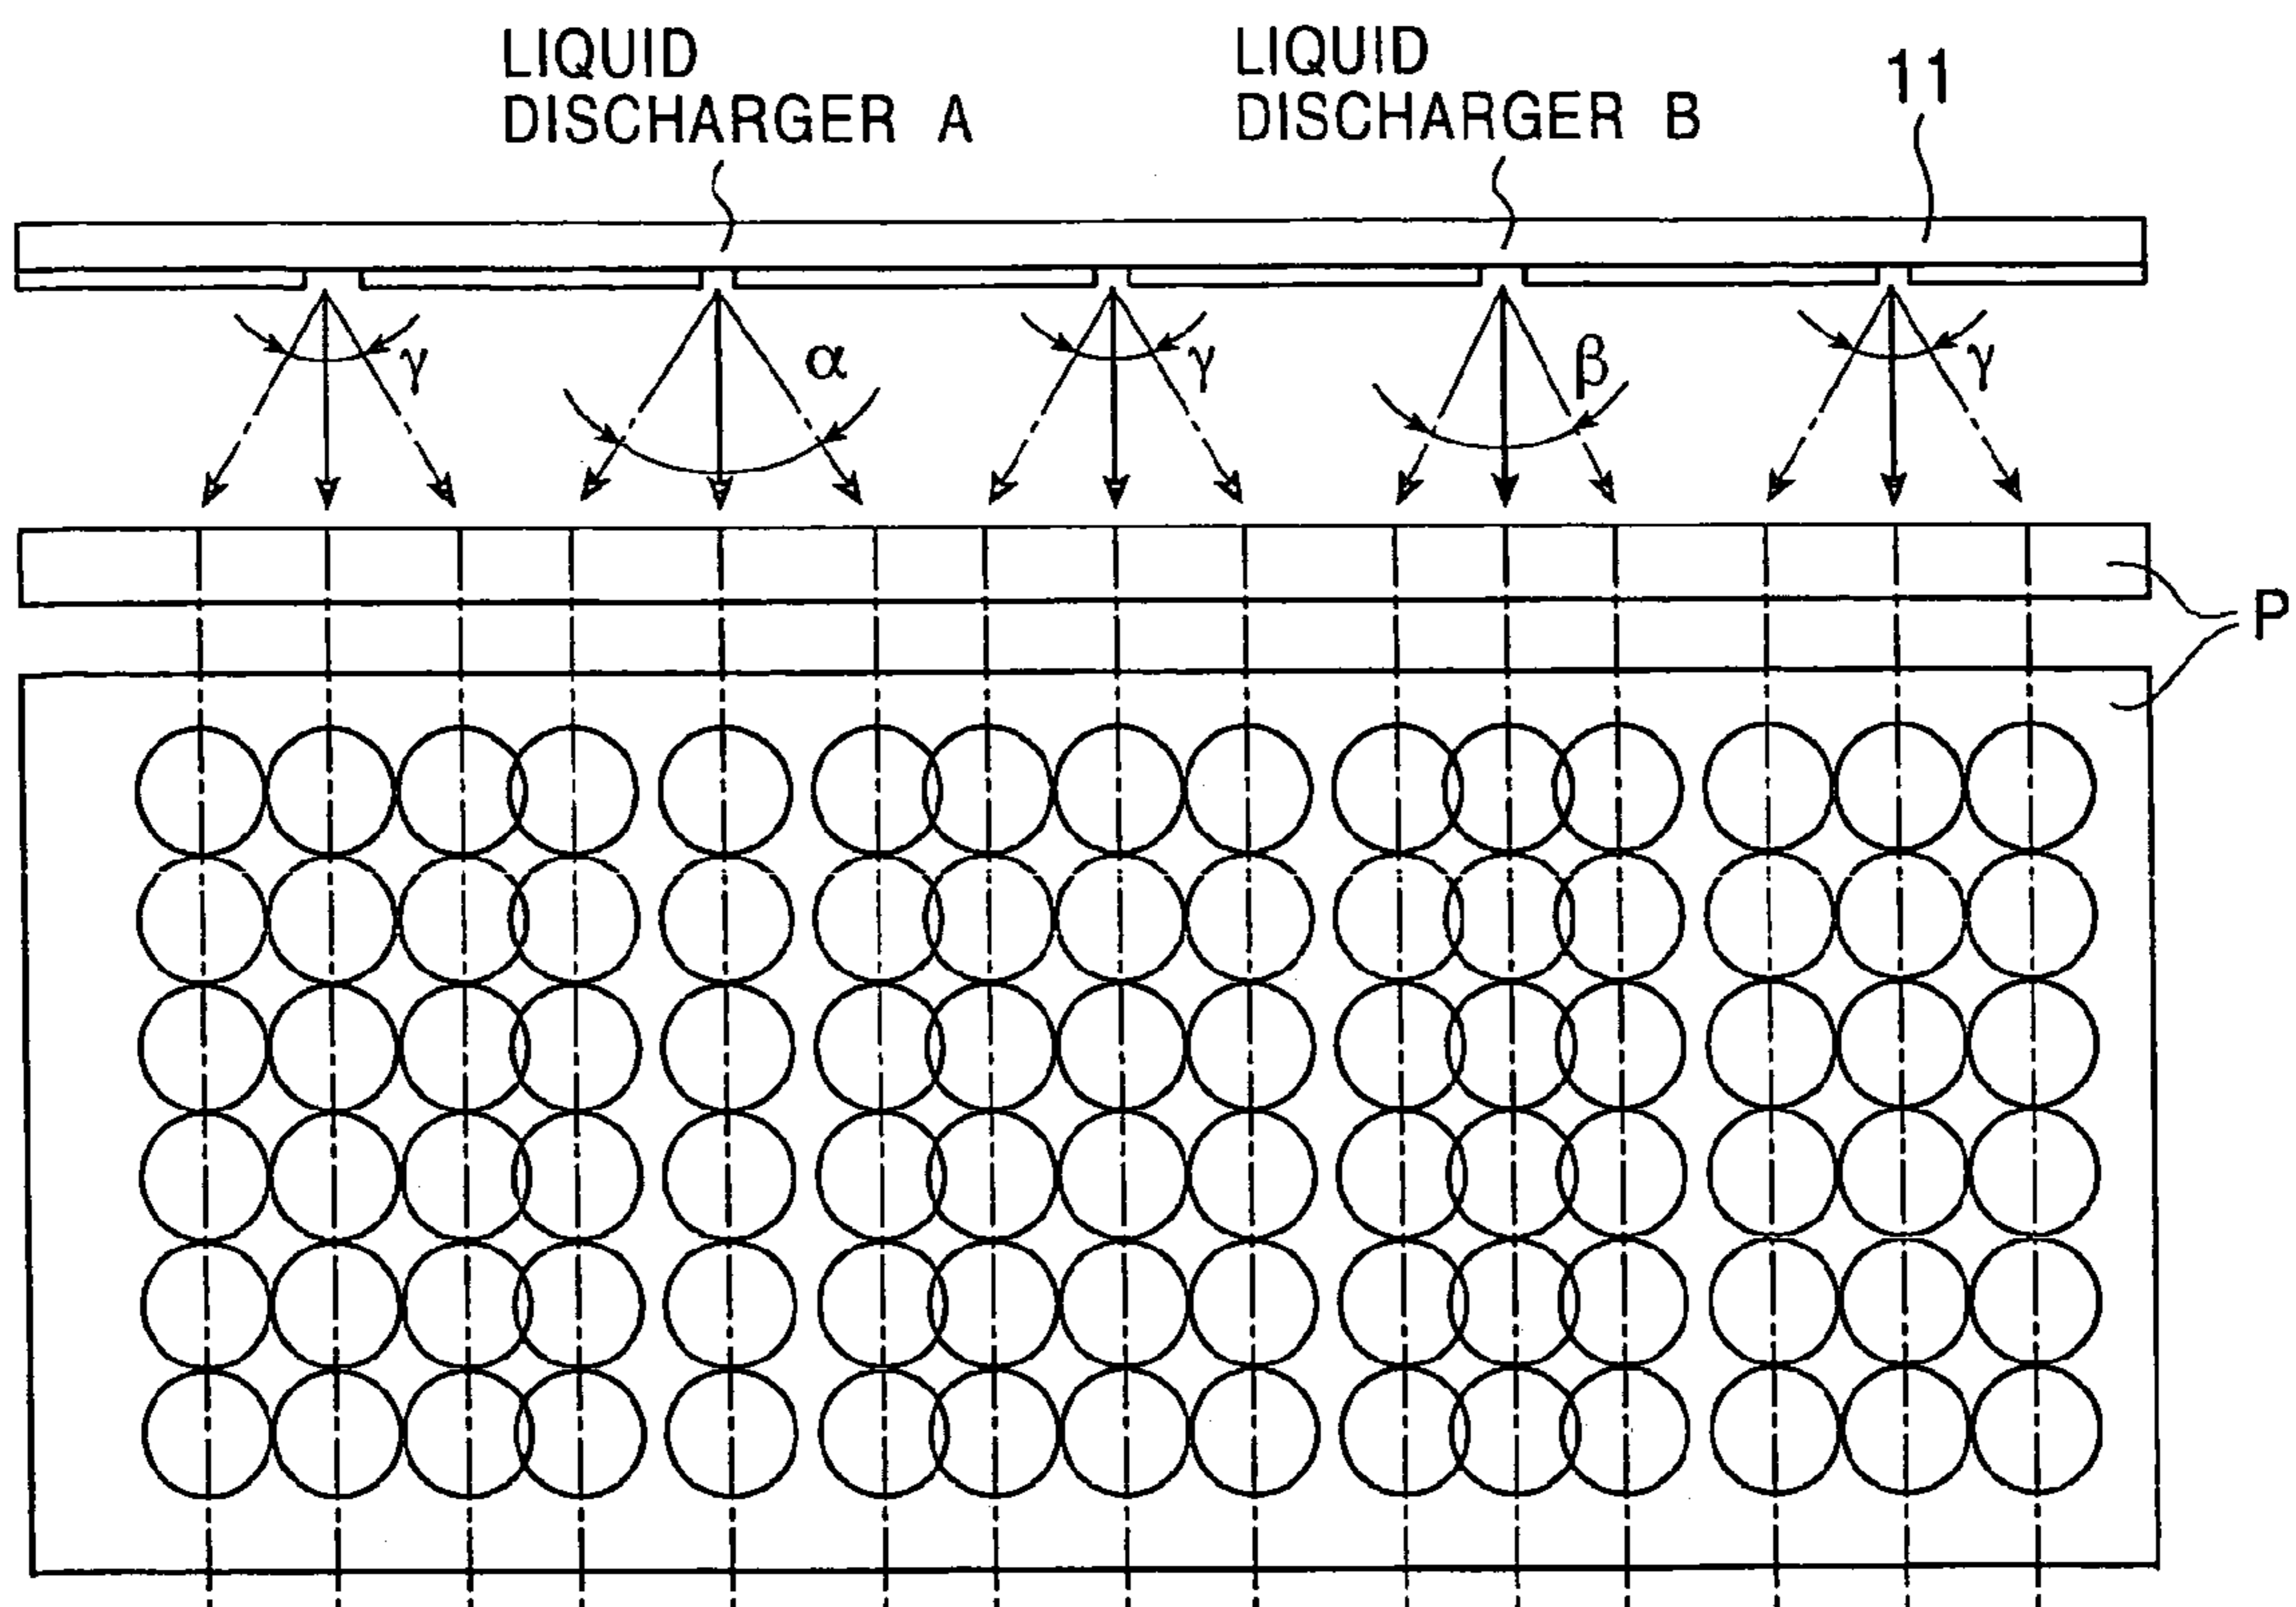 LIQUID
DISCHARGER A
LIQUID
DISCHARGER B
11
γ
α
γ
β
γ
P